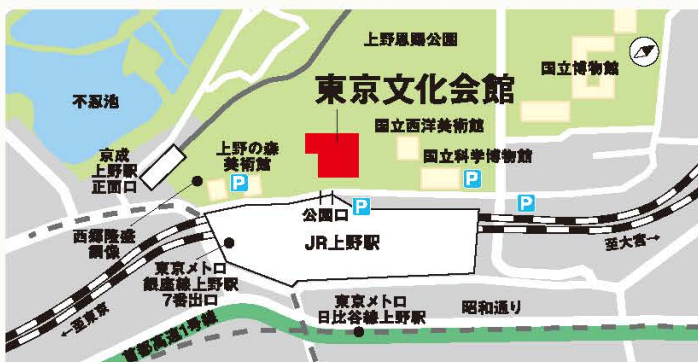 上野恩賜公園
国立博物館
不忍池
東京文化会館
国立西洋美術館
京成
上野駅
正面口
上野の森
美術館
国立科学博物館
P
P
P
P
公園口
西郷隆盛
銅像
JR上野駅
至大宮→
東京メトロ
銀座線上野駅
7番出口
東京メトロ
日比谷線上野駅
昭和通り
←至東京
首都高速1号線